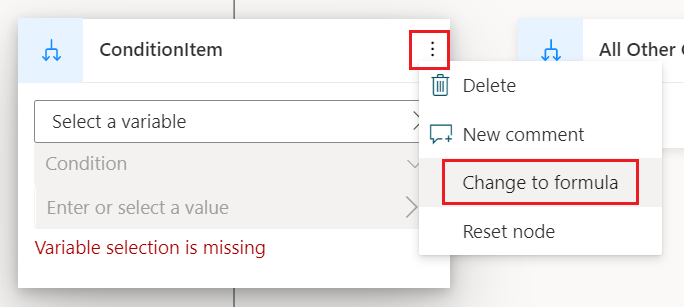 ConditionItem
All Other
Delete
Select a variable
New comment
Condition
Change to formula
Enter or select a value
Reset node
Variable selection is missing